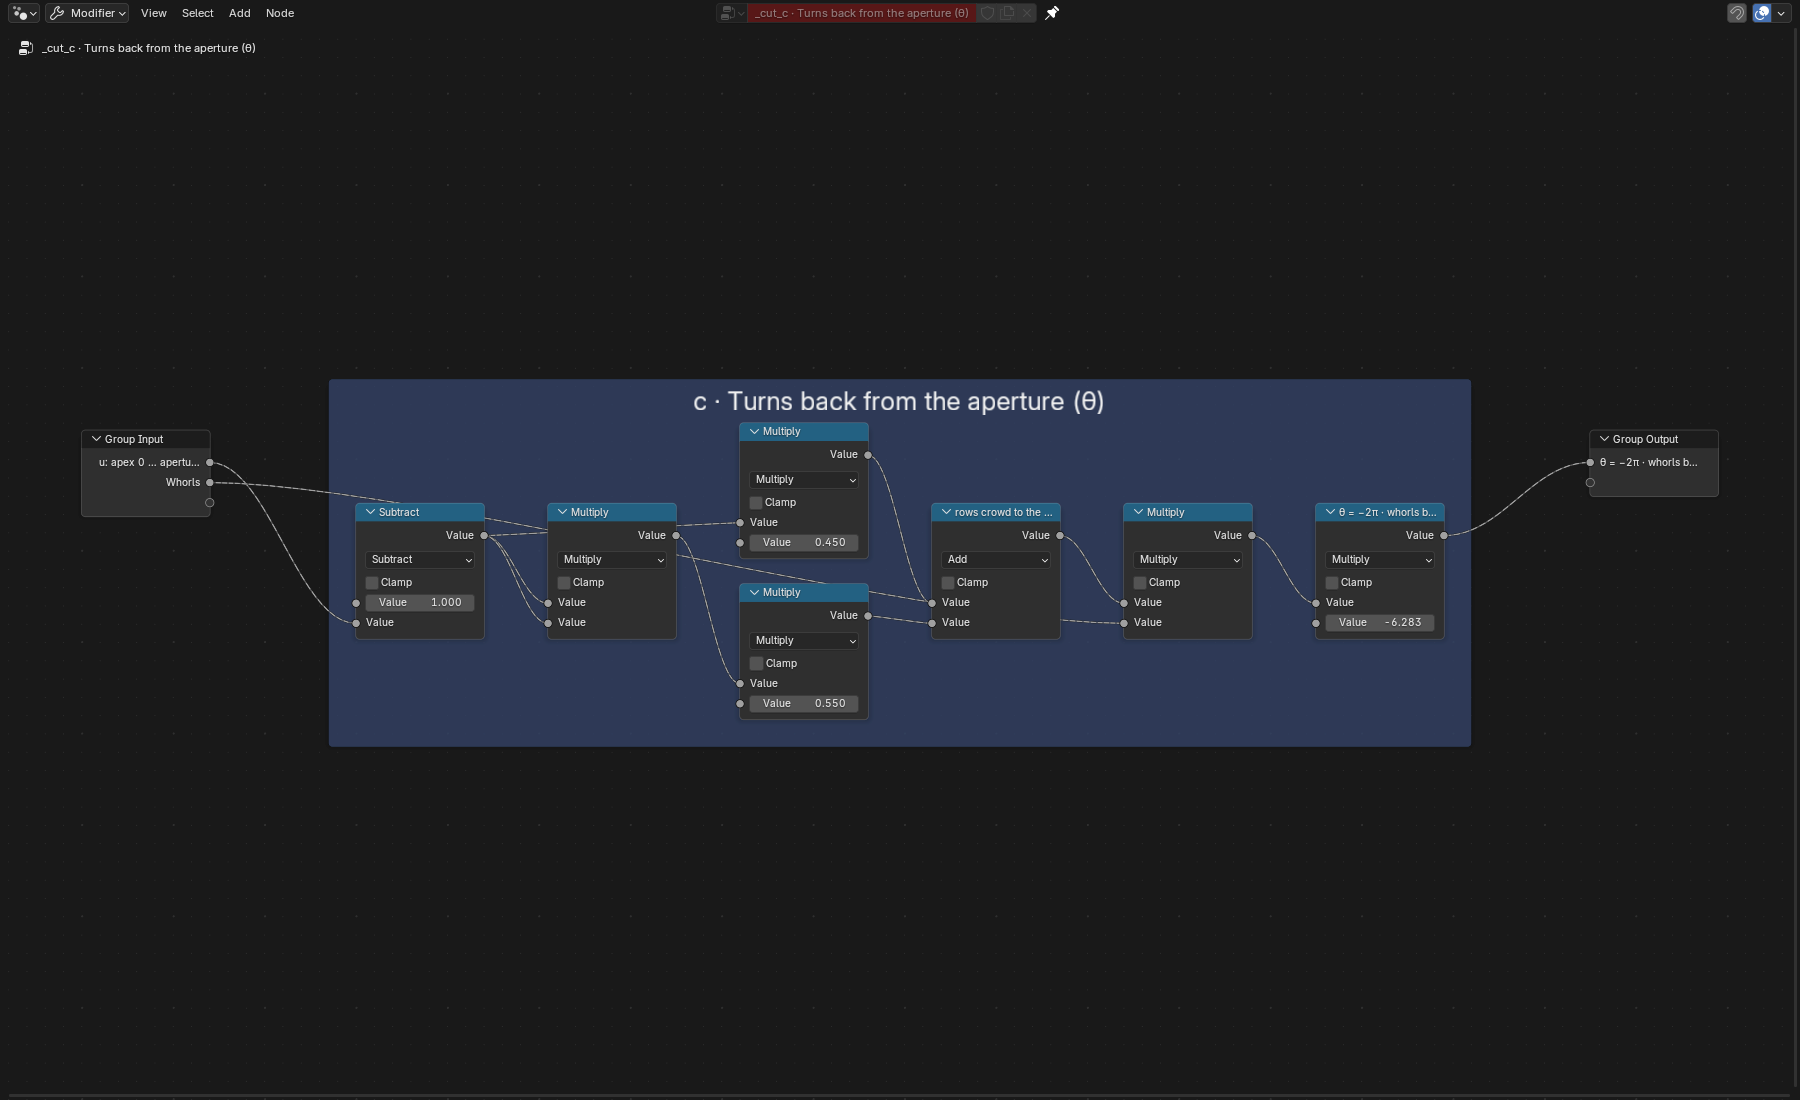 Modifier View Select Add Node
_cut_c · Turns back from the aperture (θ)
_cut_c · Turns back from the aperture (θ)
c · Turns back from the aperture (θ)
Group Input
u: apex 0 ... apertu...
Whorls
Subtract
Value
Subtract
Clamp
Value 1.000
Value
Multiply
Value
Multiply
Clamp
Value
Value
Multiply
Value
Multiply
Clamp
Value
Value 0.450
Multiply
Value
Multiply
Clamp
Value
Value 0.550
rows crowd to the ...
Value
Add
Clamp
Value
Value
Multiply
Value
Multiply
Clamp
Value
Value
θ = −2π · whorls b...
Value
Multiply
Clamp
Value
Value -6.283
Group Output
θ = −2π · whorls b...